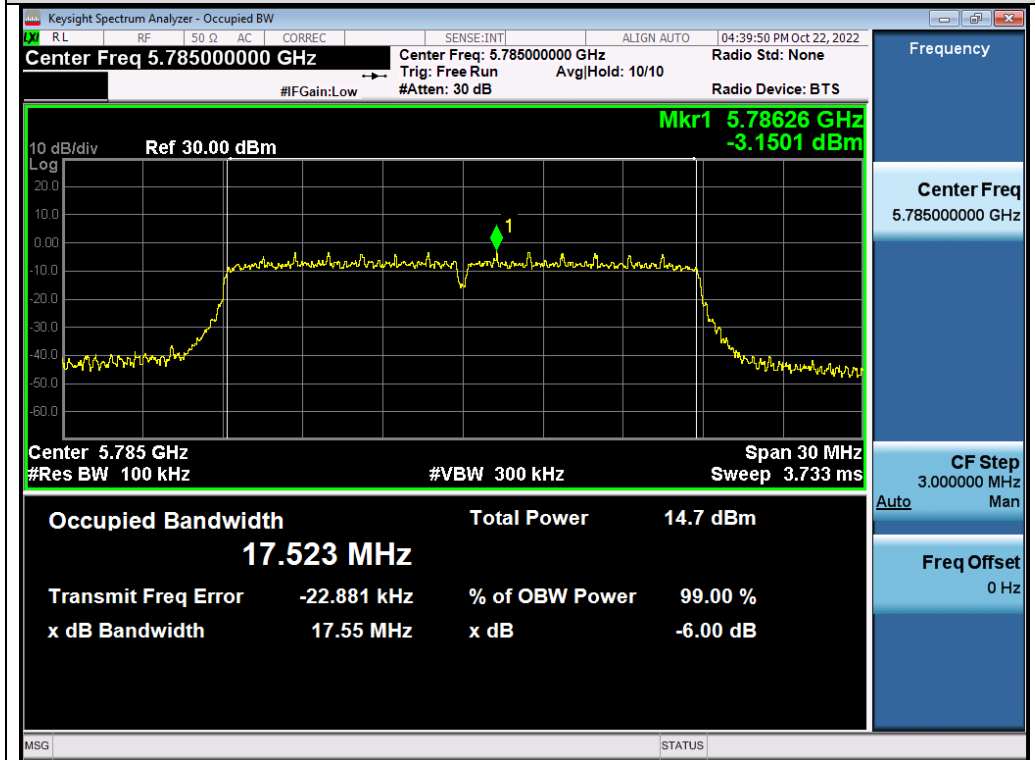 Keysight Spectrum Analyzer - Occupied BW
LXI RL RF 50 Ω AC CORREC SENSE:INT ALIGN AUTO 04:39:50 PM Oct 22, 2022
Center Freq 5.785000000 GHz
Center Freq: 5.785000000 GHz
Radio Std: None
Trig: Free Run Avg|Hold: 10/10
#IFGain:Low #Atten: 30 dB
Radio Device: BTS
Frequency
Mkr1 5.78626 GHz
-3.1501 dBm
10 dB/div Ref 30.00 dBm
Log
20.0
10.0
0.00
-10.0
-20.0
-30.0
-40.0
-50.0
-60.0
1
Center 5.785 GHz Span 30 MHz
#Res BW 100 kHz #VBW 300 kHz Sweep 3.733 ms
Center Freq
5.785000000 GHz
CF Step
3.000000 MHz
Auto Man
Freq Offset
0 Hz
Occupied Bandwidth Total Power 14.7 dBm
17.523 MHz
Transmit Freq Error -22.881 kHz % of OBW Power 99.00 %
x dB Bandwidth 17.55 MHz x dB -6.00 dB
MSG STATUS